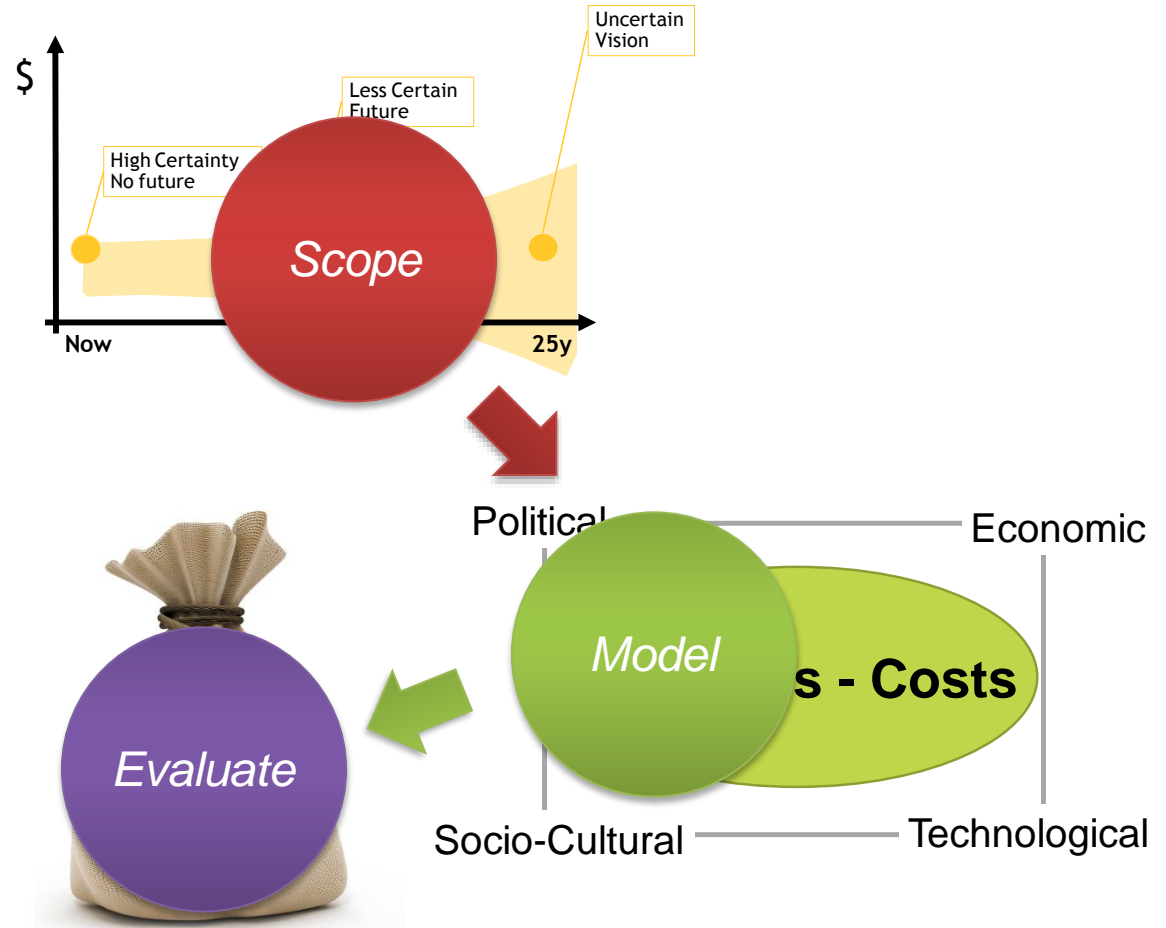 Uncertain
Vision
$
Less Certain
Future
High Certainty
No future
Scope
Now
25y
Political
Economic
Model
s - Costs
Evaluate
Socio-Cultural
Technological